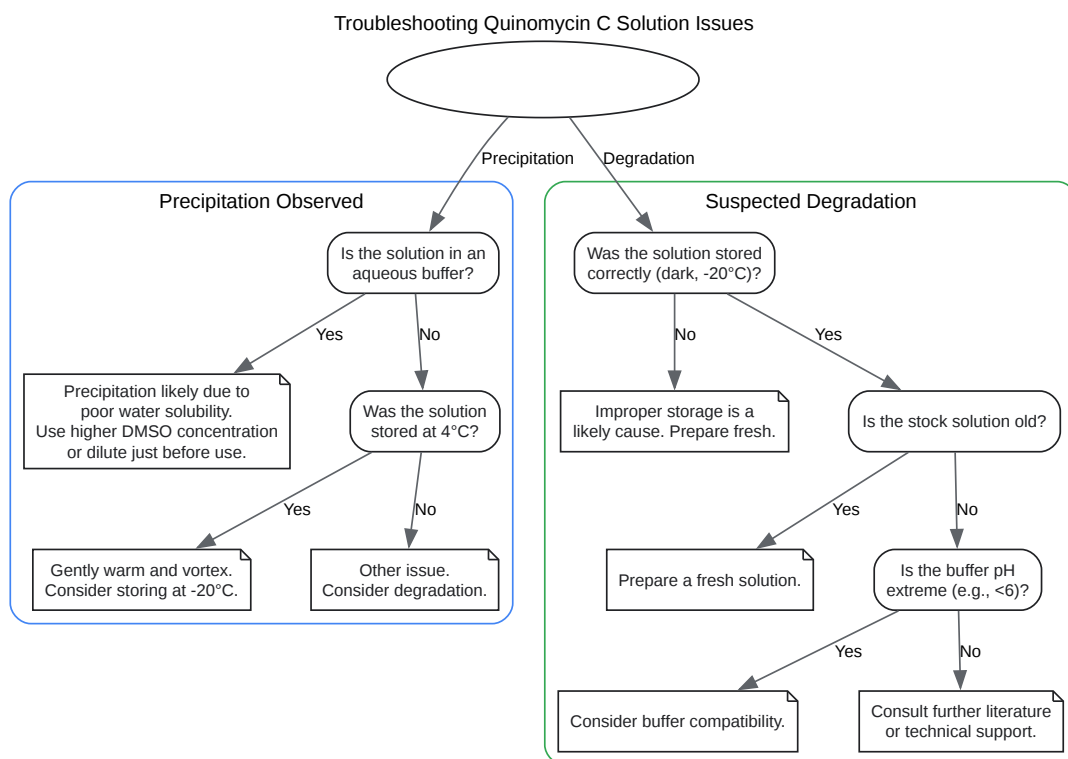 Troubleshooting Quinomycin C Solution Issues
Precipitation
Degradation
Precipitation Observed
Is the solution in an
aqueous buffer?
Yes
No
Precipitation likely due to
poor water solubility.
Use higher DMSO concentration
or dilute just before use.
Was the solution
stored at 4°C?
Yes
No
Gently warm and vortex.
Consider storing at -20°C.
Other issue.
Consider degradation.
Suspected Degradation
Was the solution stored
correctly (dark, -20°C)?
No
Yes
Improper storage is a
likely cause. Prepare fresh.
Is the stock solution old?
Yes
No
Prepare a fresh solution.
Is the buffer pH
extreme (e.g., <6)?
Yes
No
Consider buffer compatibility.
Consult further literature
or technical support.